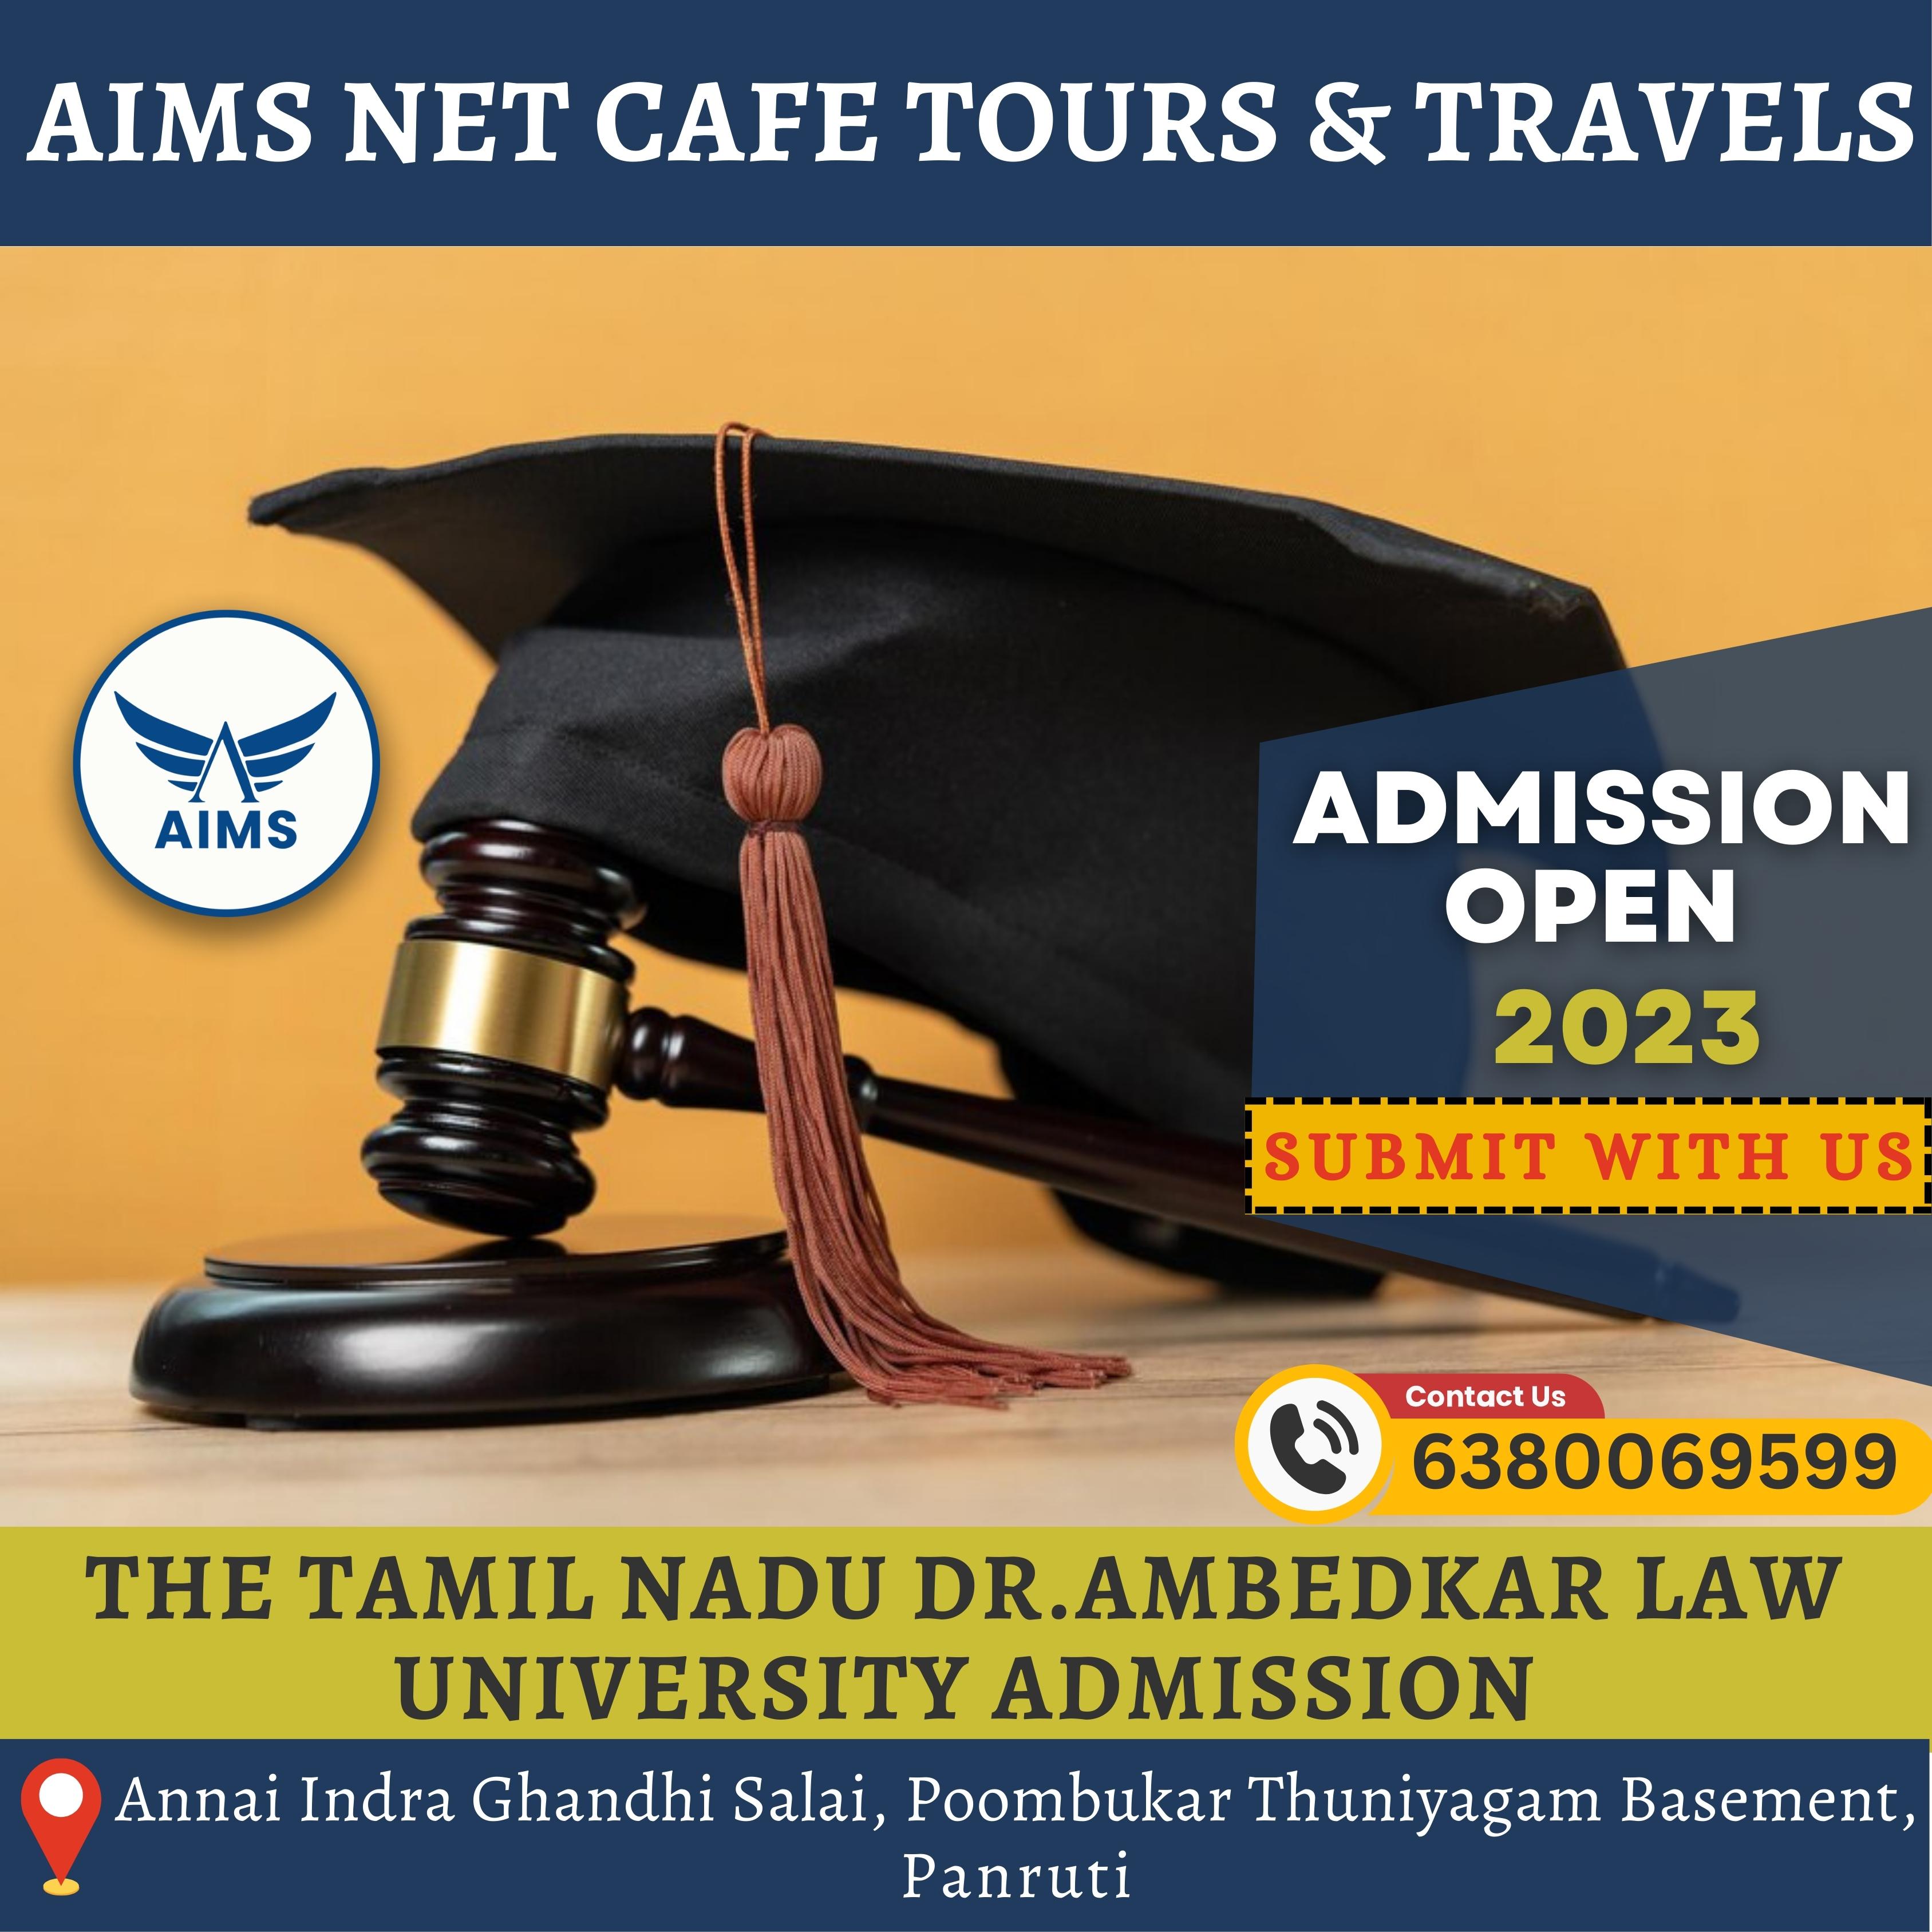 AIMS NET CAFE TOURS & TRAVELS
AIMS
ADMISSION
OPEN
2023
SUBMIT WITH US
Contact Us
6380069599
THE TAMIL NADU DR.AMBEDKAR LAW
UNIVERSITY ADMISSION
Annai Indra Ghandhi Salai, Poombukar Thuniyagam Basement,
Panruti